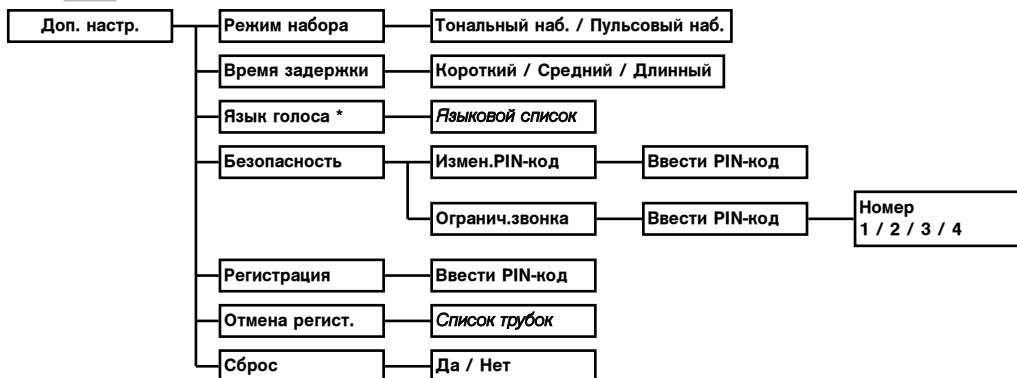 Доп. настр.
Режим набора
Тональный наб. / Пульсовый наб.
Время задержки
Короткий / Средний / Длинный
Язык голоса *
Языковой список
Безопасность
Измен.PIN-код
Ввести PIN-код
Огранич.звонка
Ввести PIN-код
Номер
1 / 2 / 3 / 4
Регистрация
Ввести PIN-код
Отмена регист.
Список трубок
Сброс
Да / Нет